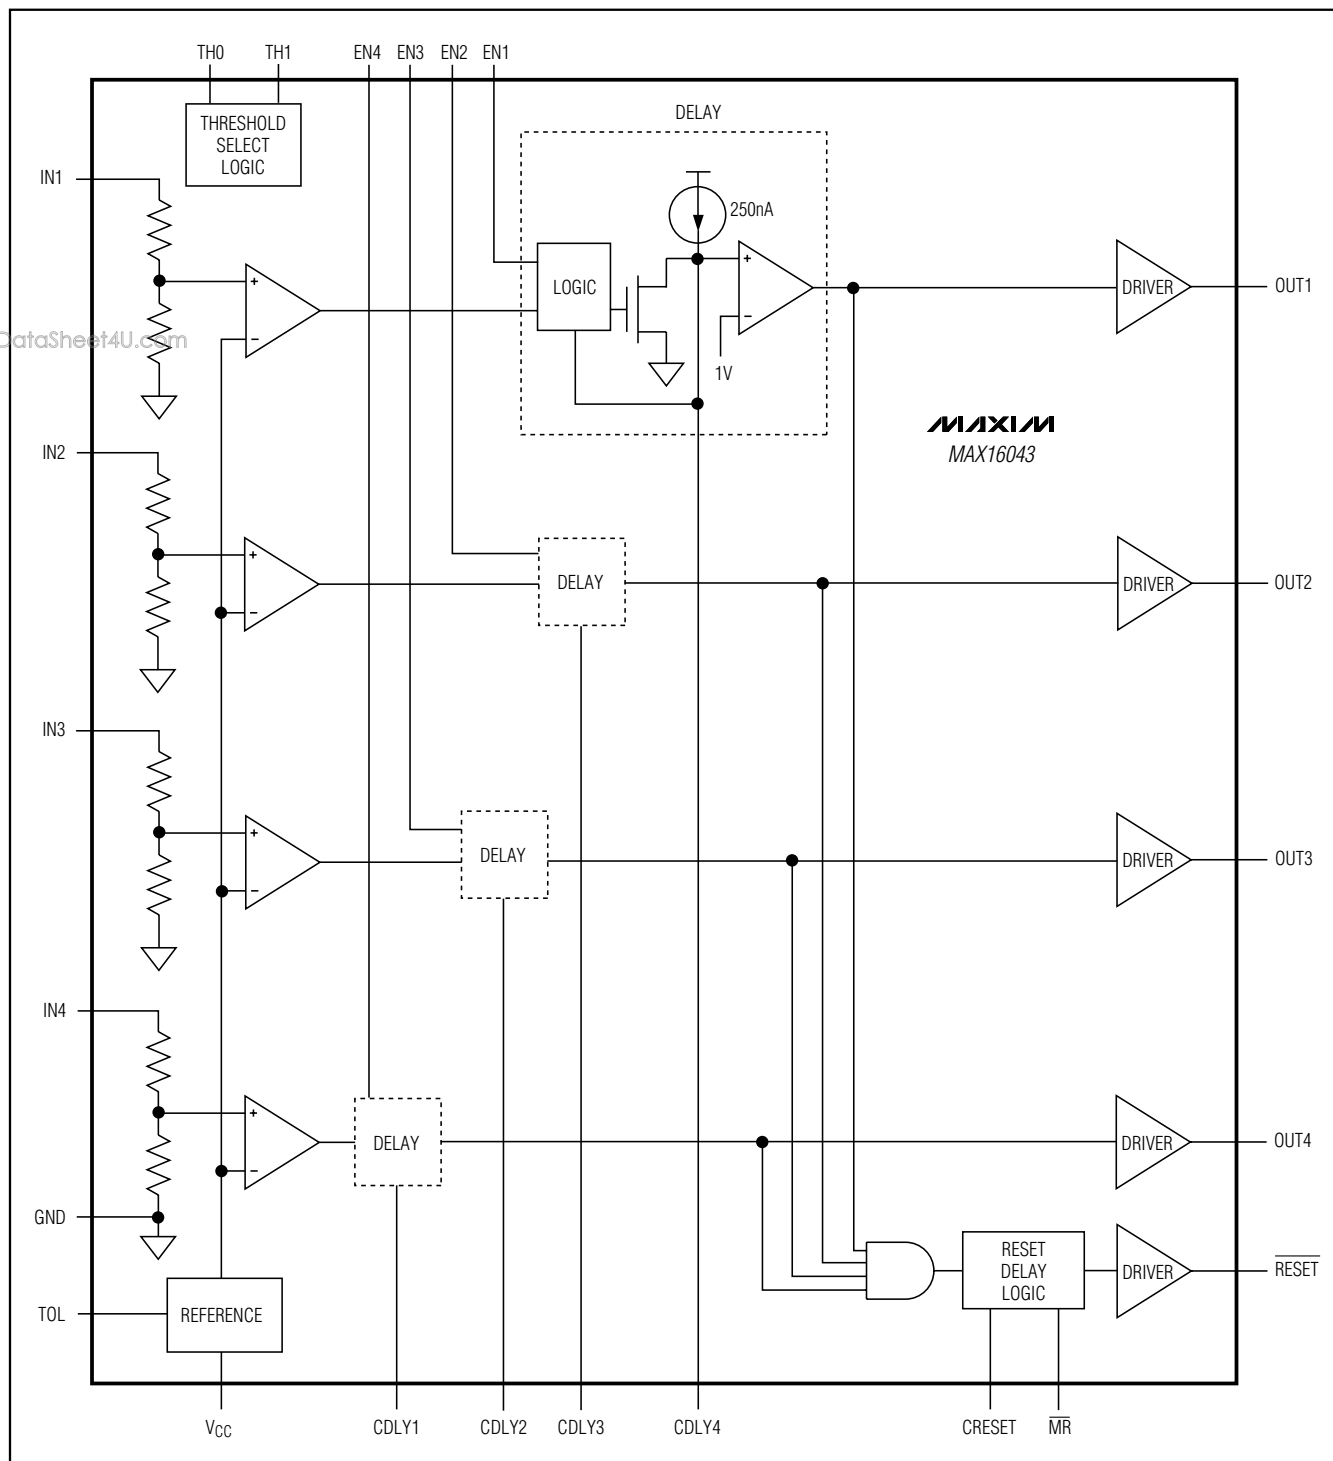 TH0 TH1 EN4 EN3 EN2 EN1
THRESHOLD
SELECT
LOGIC
DELAY
IN1
250nA
+
+
LOGIC
DRIVER
OUT1
DataSheet4U.com
−
−
1V
MAXIM
MAX16043
IN2
+
DELAY
DRIVER
OUT2
−
IN3
+
DELAY
DRIVER
OUT3
−
IN4
+
DELAY
DRIVER
OUT4
−
GND
RESET
DELAY
LOGIC
DRIVER
RESET
TOL
REFERENCE
VCC CDLY1 CDLY2 CDLY3 CDLY4 CRESET MR